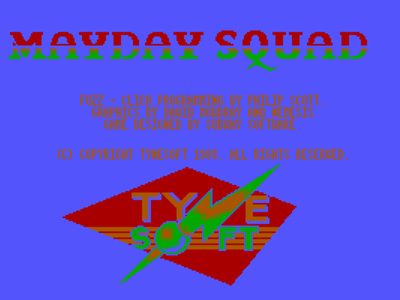 MAYDAY SQUAD
FUZZ - CLICK PROGRAMMING BY PHILIP SCOTT.
GRAPHICS BY DAVID MOWBRAY AND NEMESIS
GAME DESIGNED BY SUBWAY SOFTWARE
(C) COPYRIGHT TYNESOFT 1988. ALL RIGHTS RESERVED.
TYNE
SOFT